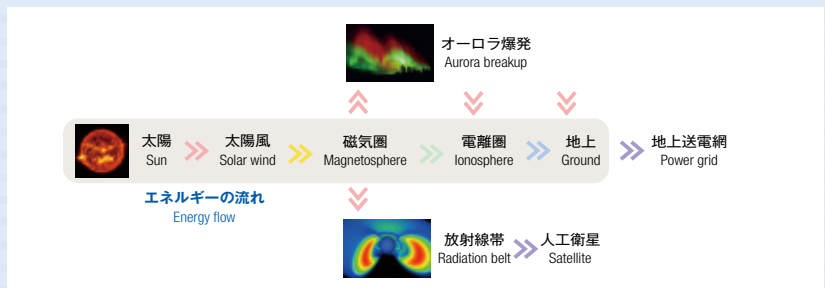 オーロラ爆発
Aurora breakup
太陽
Sun
太陽風
Solar wind
磁気圏
Magnetosphere
電離圏
Ionosphere
地上
Ground
地上送電網
Power grid
エネルギーの流れ
Energy flow
放射線帯
Radiation belt
人工衛星
Satellite